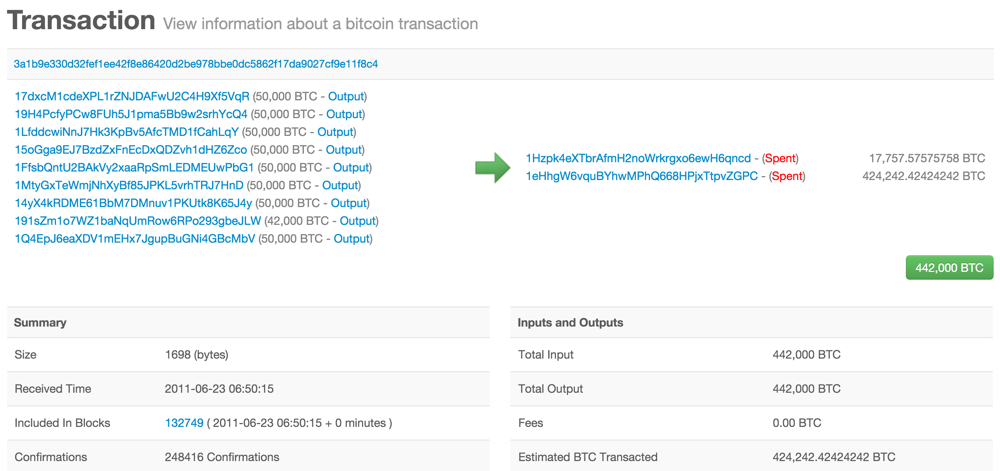 Transaction View information about a bitcoin transaction
3a1b9e330d32fef1ee42f8e86420d2be978bbe0dc5862f17da9027cf9e11f8c4
17dxcM1cdeXPL1rZNJDAFwU2C4H9Xf5VqR (50,000 BTC - Output)
19H4PcfyPCw8FUh5J1pma5Bb9w2srhYcQ4 (50,000 BTC - Output)
1LfddcwiNnJ7Hk3KpBv5AfcTMD1fCahLqY (50,000 BTC - Output)
15oGga9EJ7BzdZxFnEcDxQDZvh1dHZ6Zco (50,000 BTC - Output)
1FfsbQntU2BAkVy2xaaRpSmLEDMEUwPbG1 (50,000 BTC - Output)
1MtyGxTeWmjNhXyBf85JPKL5vrhTRJ7HnD (50,000 BTC - Output)
14yX4kRDME61BbM7DMnuv1PKUtk8K65J4y (50,000 BTC - Output)
191sZm1o7WZ1baNqUmRow6RPo293gbeJLW (42,000 BTC - Output)
1Q4EpJ6eaXDV1mEHx7JgupBuGNi4GBcMbV (50,000 BTC - Output)
1Hzpk4eXTbrAfmH2noWrkrgxo6ewH6qncd - (Spent) 17,757.57575758 BTC
1eHhgW6vquBYhwMPhQ668HPjxTtpvZGPC - (Spent) 424,242.42424242 BTC
442,000 BTC
Summary
Size 1698 (bytes)
Received Time 2011-06-23 06:50:15
Included In Blocks 132749 ( 2011-06-23 06:50:15 + 0 minutes )
Confirmations 248416 Confirmations
Inputs and Outputs
Total Input 442,000 BTC
Total Output 442,000 BTC
Fees 0.00 BTC
Estimated BTC Transacted 424,242.42424242 BTC